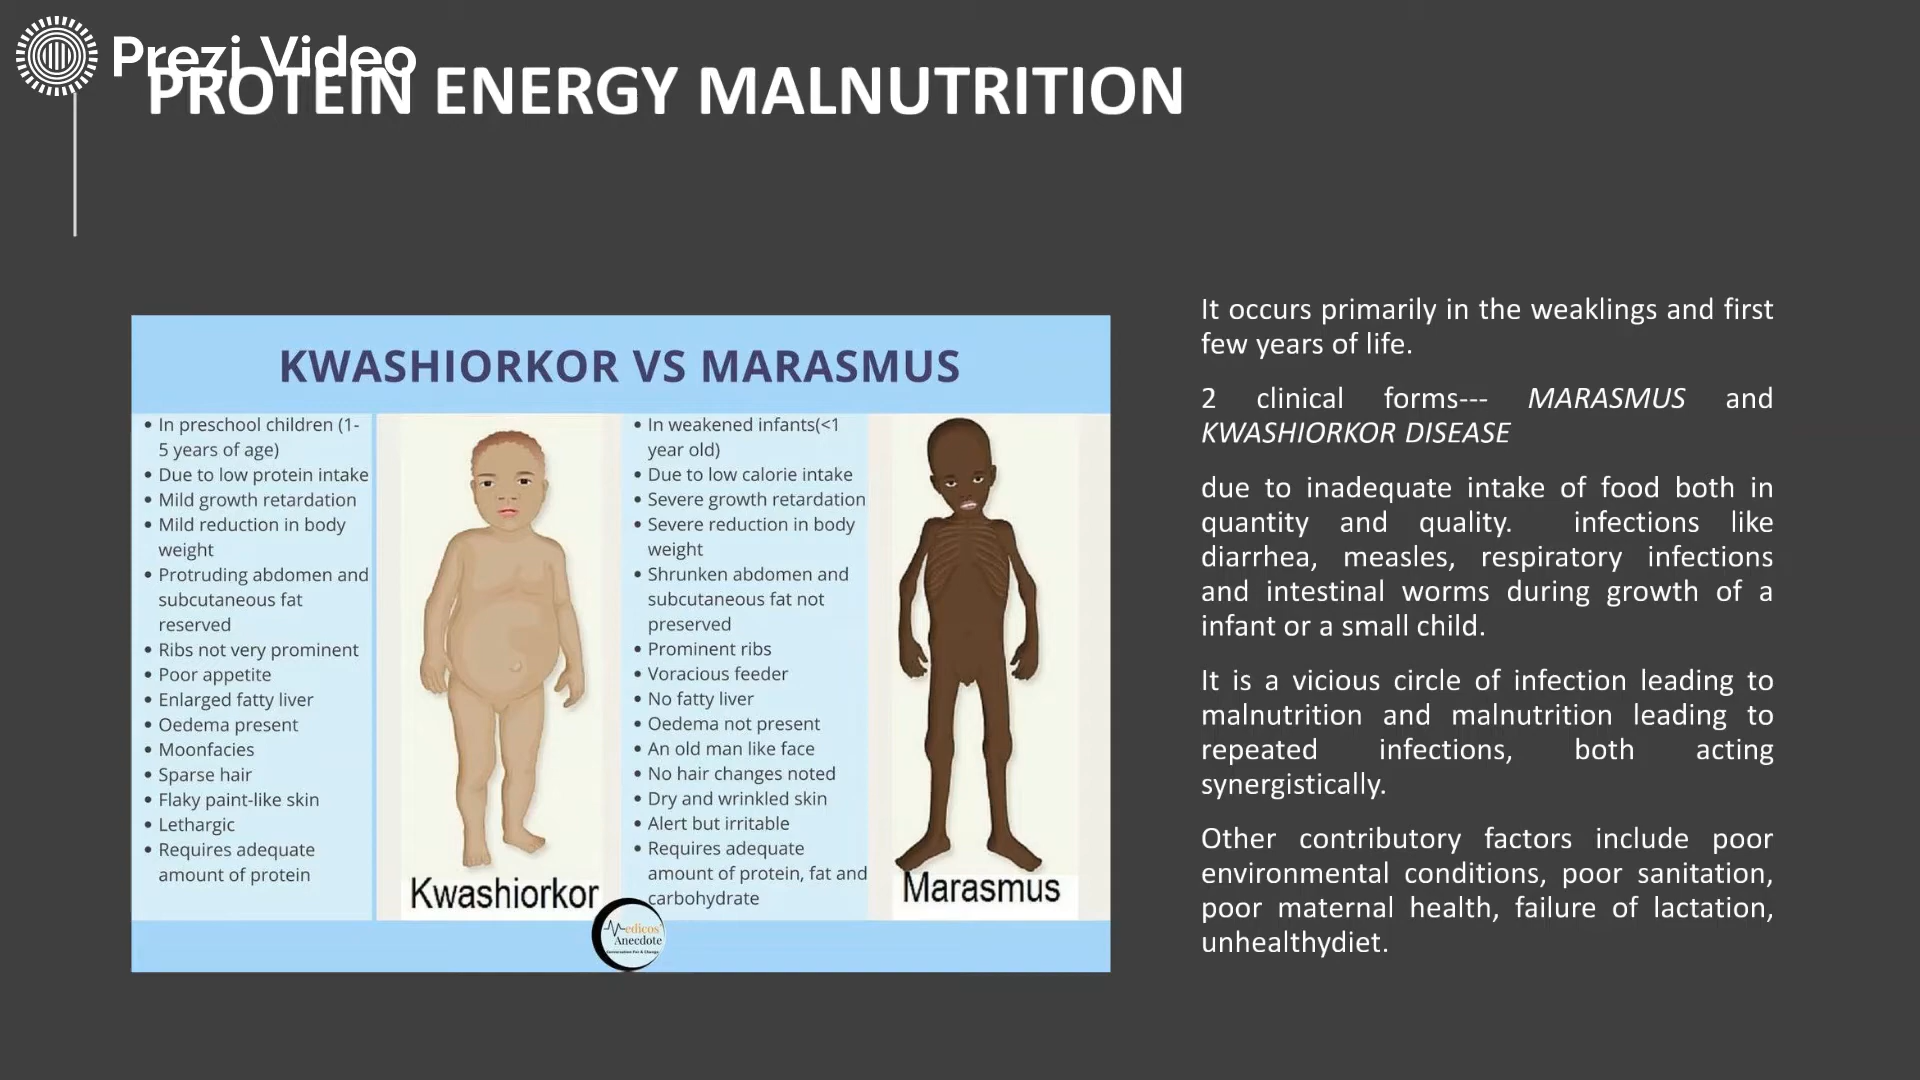 Prezi Video
PROTEIN ENERGY MALNUTRITION
KWASHIORKOR VS MARASMUS
• In preschool children (1-
5 years of age)
• Due to low protein intake
• Mild growth retardation
• Mild reduction in body
weight
• Protruding abdomen and
subcutaneous fat
reserved
• Ribs not very prominent
• Poor appetite
• Enlarged fatty liver
• Oedema present
• Moonfacies
• Sparse hair
• Flaky paint-like skin
• Lethargic
• Requires adequate
amount of protein
Kwashiorkor
• In weakened infants(<1
year old)
• Due to low calorie intake
• Severe growth retardation
• Severe reduction in body
weight
• Shrunken abdomen and
subcutaneous fat not
preserved
• Prominent ribs
• Voracious feeder
• No fatty liver
• Oedema not present
• An old man like face
• No hair changes noted
• Dry and wrinkled skin
• Alert but irritable
• Requires adequate
amount of protein, fat and
carbohydrate
Marasmus
edicos
Anecdote
It occurs primarily in the weaklings and first
few years of life.
2 clinical forms--- MARASMUS and
KWASHIORKOR DISEASE
due to inadequate intake of food both in
quantity and quality. infections like
diarrhea, measles, respiratory infections
and intestinal worms during growth of a
infant or a small child.
It is a vicious circle of infection leading to
malnutrition and malnutrition leading to
repeated infections, both acting
synergistically.
Other contributory factors include poor
environmental conditions, poor sanitation,
poor maternal health, failure of lactation,
unhealthydiet.